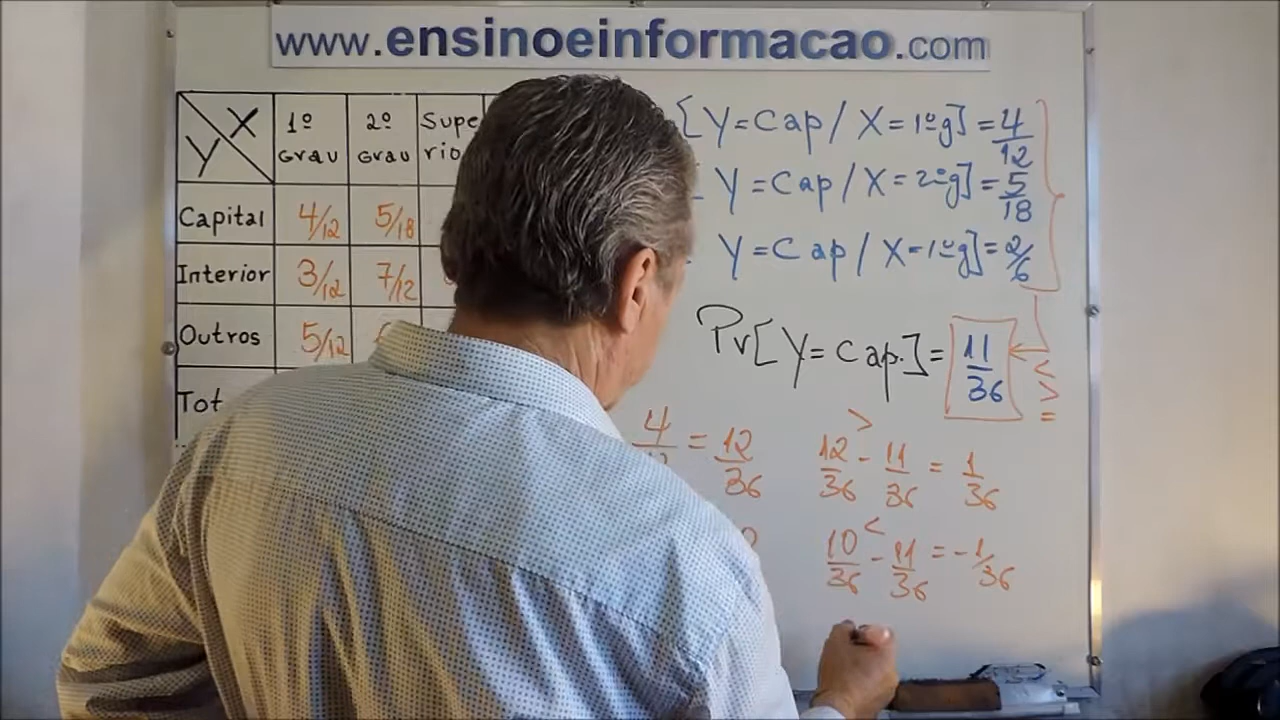 www.ensinoeinformacao.com
X
Y
1º Grau
2º Grau
Supe
rio
Capital 4/12 5/18
Interior 3/12 7/12
Outros 5/12
Tot
[Y=Cap / X=1ºg] = 4/12
Y=Cap / X=2ºg] = 5/18
Y=Cap / X=1ºg] = 2/6
Pr[Y=Cap.] = 11/36
<
>
=
4
= 12/36
>
12/36 - 11/36 = 1/36
<
10/36 - 11/36 = -1/36